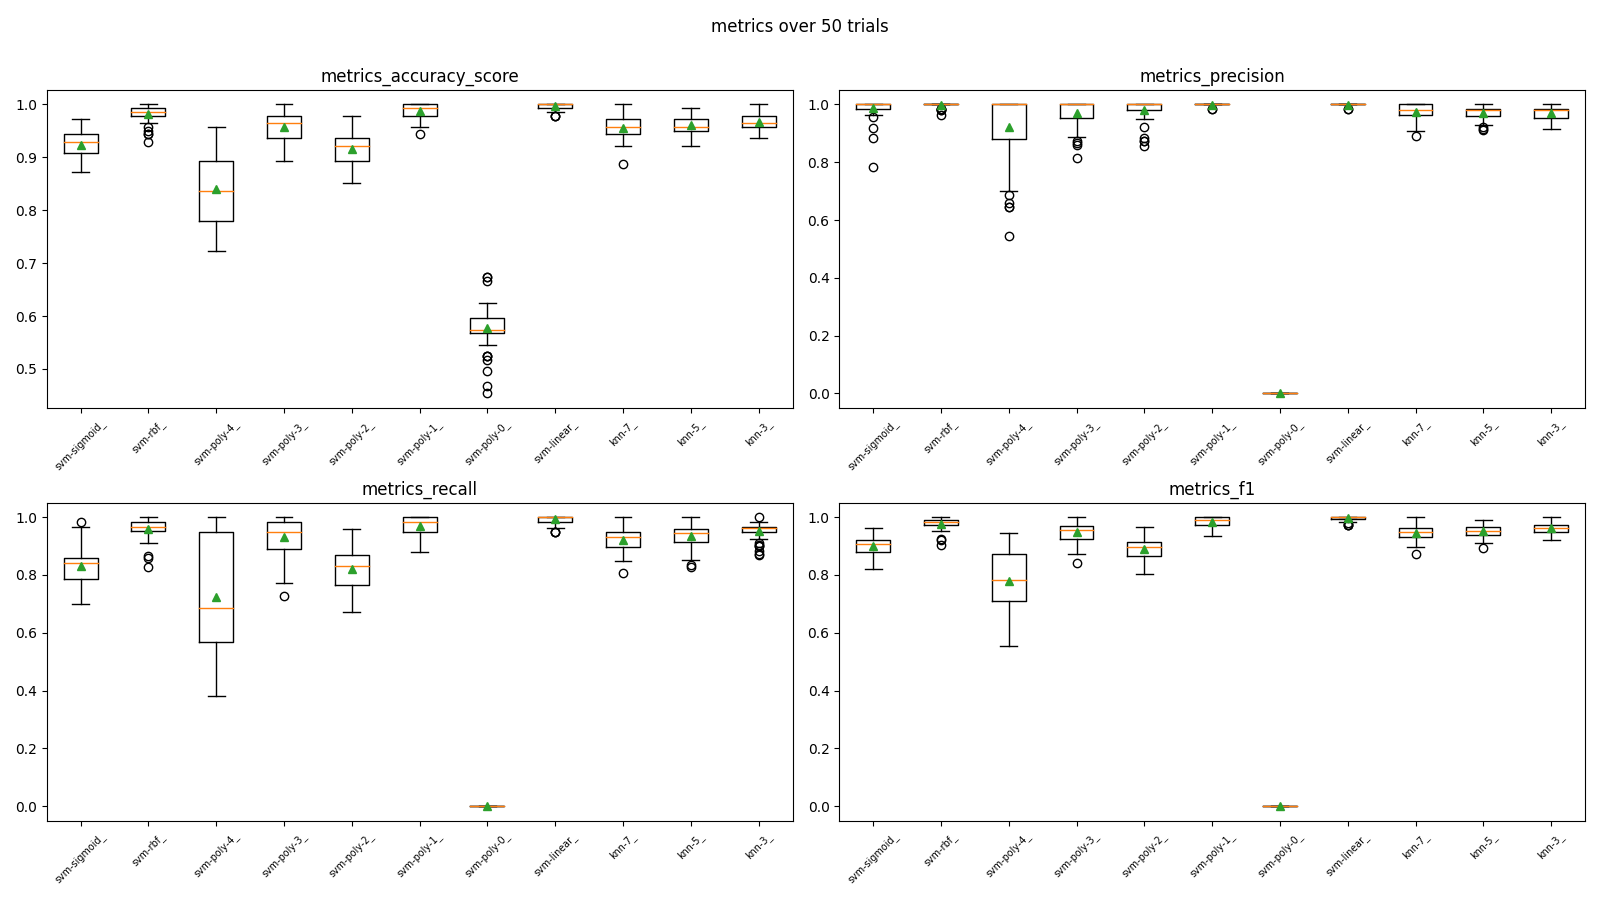 metrics over 50 trials
metrics_accuracy_score
1.0
0.9
0.8
0.7
0.6
0.5
svm-sigmoid_
svm-rbf_
svm-poly-4_
svm-poly-3_
svm-poly-2_
svm-poly-1_
svm-poly-0_
svm-linear_
knn-7_
knn-5_
knn-3_
metrics_precision
1.0
0.8
0.6
0.4
0.2
0.0
svm-sigmoid_
svm-rbf_
svm-poly-4_
svm-poly-3_
svm-poly-2_
svm-poly-1_
svm-poly-0_
svm-linear_
knn-7_
knn-5_
knn-3_
metrics_recall
1.0
0.8
0.6
0.4
0.2
0.0
svm-sigmoid_
svm-rbf_
svm-poly-4_
svm-poly-3_
svm-poly-2_
svm-poly-1_
svm-poly-0_
svm-linear_
knn-7_
knn-5_
knn-3_
metrics_f1
1.0
0.8
0.6
0.4
0.2
0.0
svm-sigmoid_
svm-rbf_
svm-poly-4_
svm-poly-3_
svm-poly-2_
svm-poly-1_
svm-poly-0_
svm-linear_
knn-7_
knn-5_
knn-3_